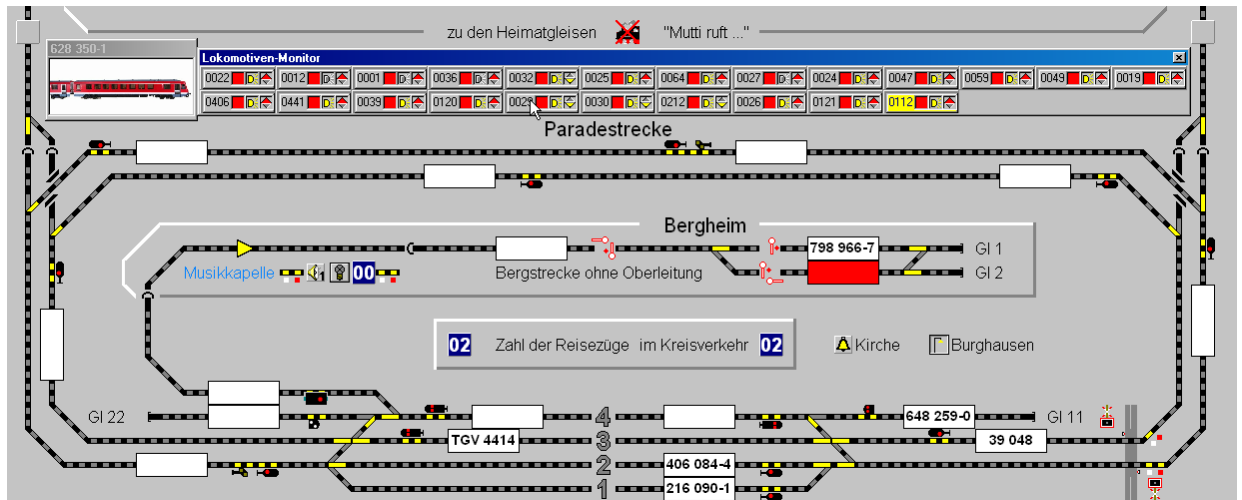 zu den Heimatgleisen "Mutti ruft ..."
628 350-1
Lokomotiven-Monitor
0022 D 0012 D 0001 D 0036 D 0032 D 0025 D 0064 D 0027 D 0024 D 0047 D 0059 D 0049 D 0019 D
0406 D 0441 D 0039 D 0120 D 0029 D 0030 D 0212 D 0026 D 0121 D 0112 D
Paradestrecke
Bergheim
798 966-7 Gl 1
Musikkapelle 00 Bergstrecke ohne Oberleitung Gl 2
02 Zahl der Reisezüge im Kreisverkehr 02 Kirche Burghausen
Gl 22 4 648 259-0 Gl 11
TGV 4414 3 39 048
2 406 084-4
1 216 090-1